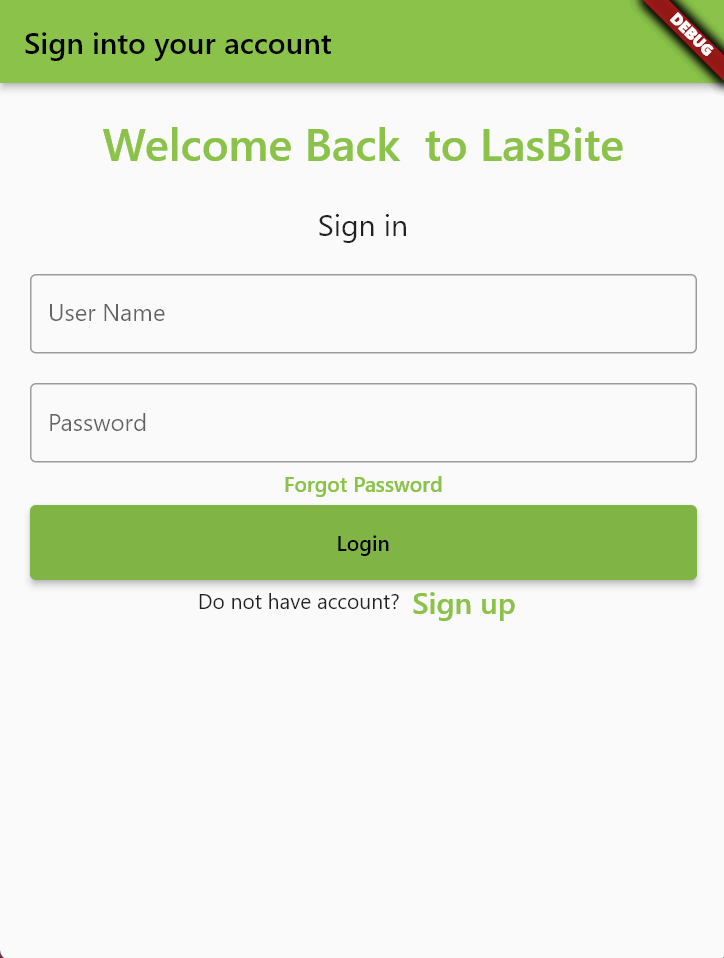 Sign into your account
DEBUG
Welcome Back  to LasBite
Sign in
User Name
Password
Forgot Password
Login
Do not have account? Sign up